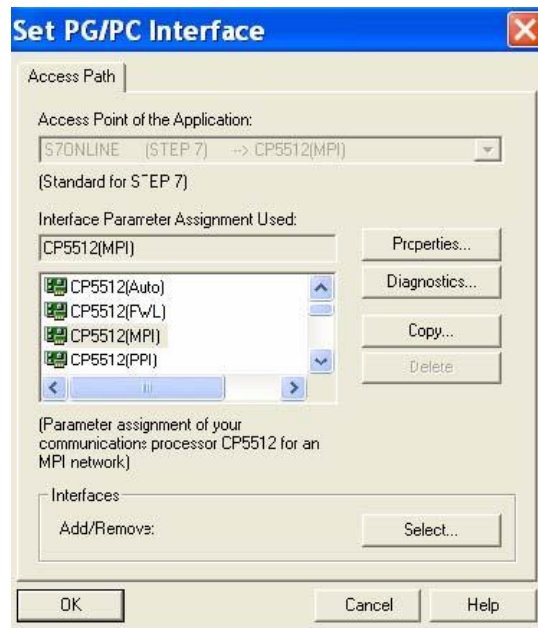 Set PG/PC Interface
Access Path
Access Point of the Application:
S7ONLINE (STEP 7) --> CP5512(MPI)
(Standard for STEP 7)
Interface Parameter Assignment Used:
CP5512(MPI)
Properties...
CP5512(Auto)
Diagnostics...
CP5512(FWL)
CP5512(MPI)
Copy...
CP5512(PPI)
Delete
(Parameter assignment of your
communications processor CP5512 for an
MPI network)
Interfaces
Add/Remove:
Select...
OK
Cancel
Help